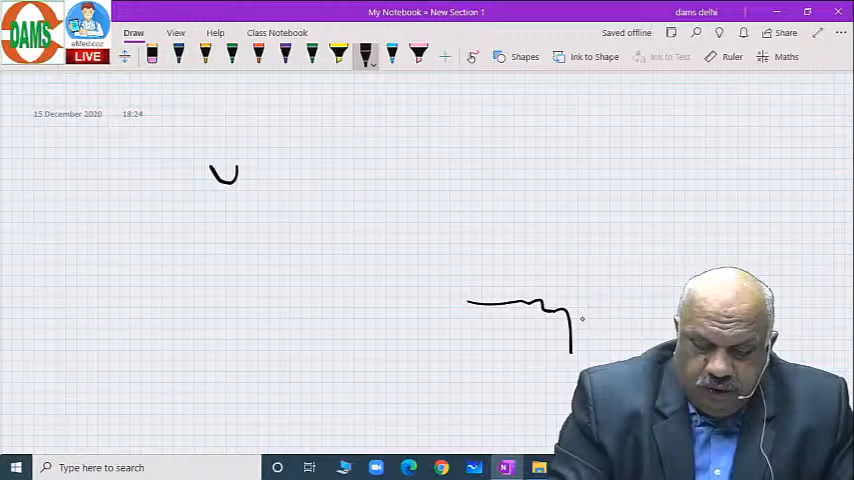 My Notebook = New Section 1
dams delhi
DAMS
eMedicoz
LIVE
Draw View Help Class Notebook
Saved offline
Share
Shapes
Ink to Shape
Ink to Text
Ruler
Maths
15 December 2020 18:24
Type here to search